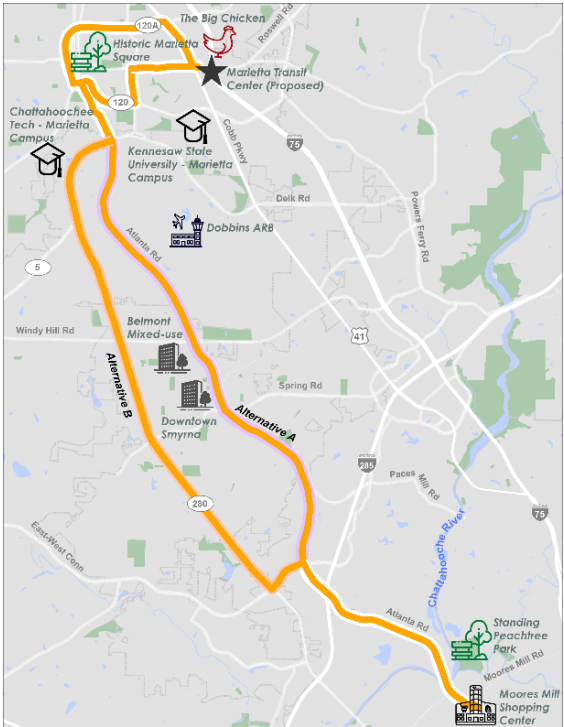 The Big Chicken
120A
Roswell Rd
Historic Marietta
Square
Marietta Transit
Center (Proposed)
120
Chattahoochee
Tech - Marietta
Campus
Cobb Pkwy
75
Kennesaw State
University - Marietta
Campus
Delk Rd
Powers Ferry Rd
Dobbins ARB
Atlanta Rd
5
Windy Hill Rd
Belmont
Mixed-use
41
Alternative B
Spring Rd
Alternative A
Downtown
Smyrna
285
Paces Mill Rd
75
280
East-West Conn
Chattahooche River
Atlanta Rd
Standing
Peachtree
Park
Moores Mill Rd
Moores Mill
Shopping
Center